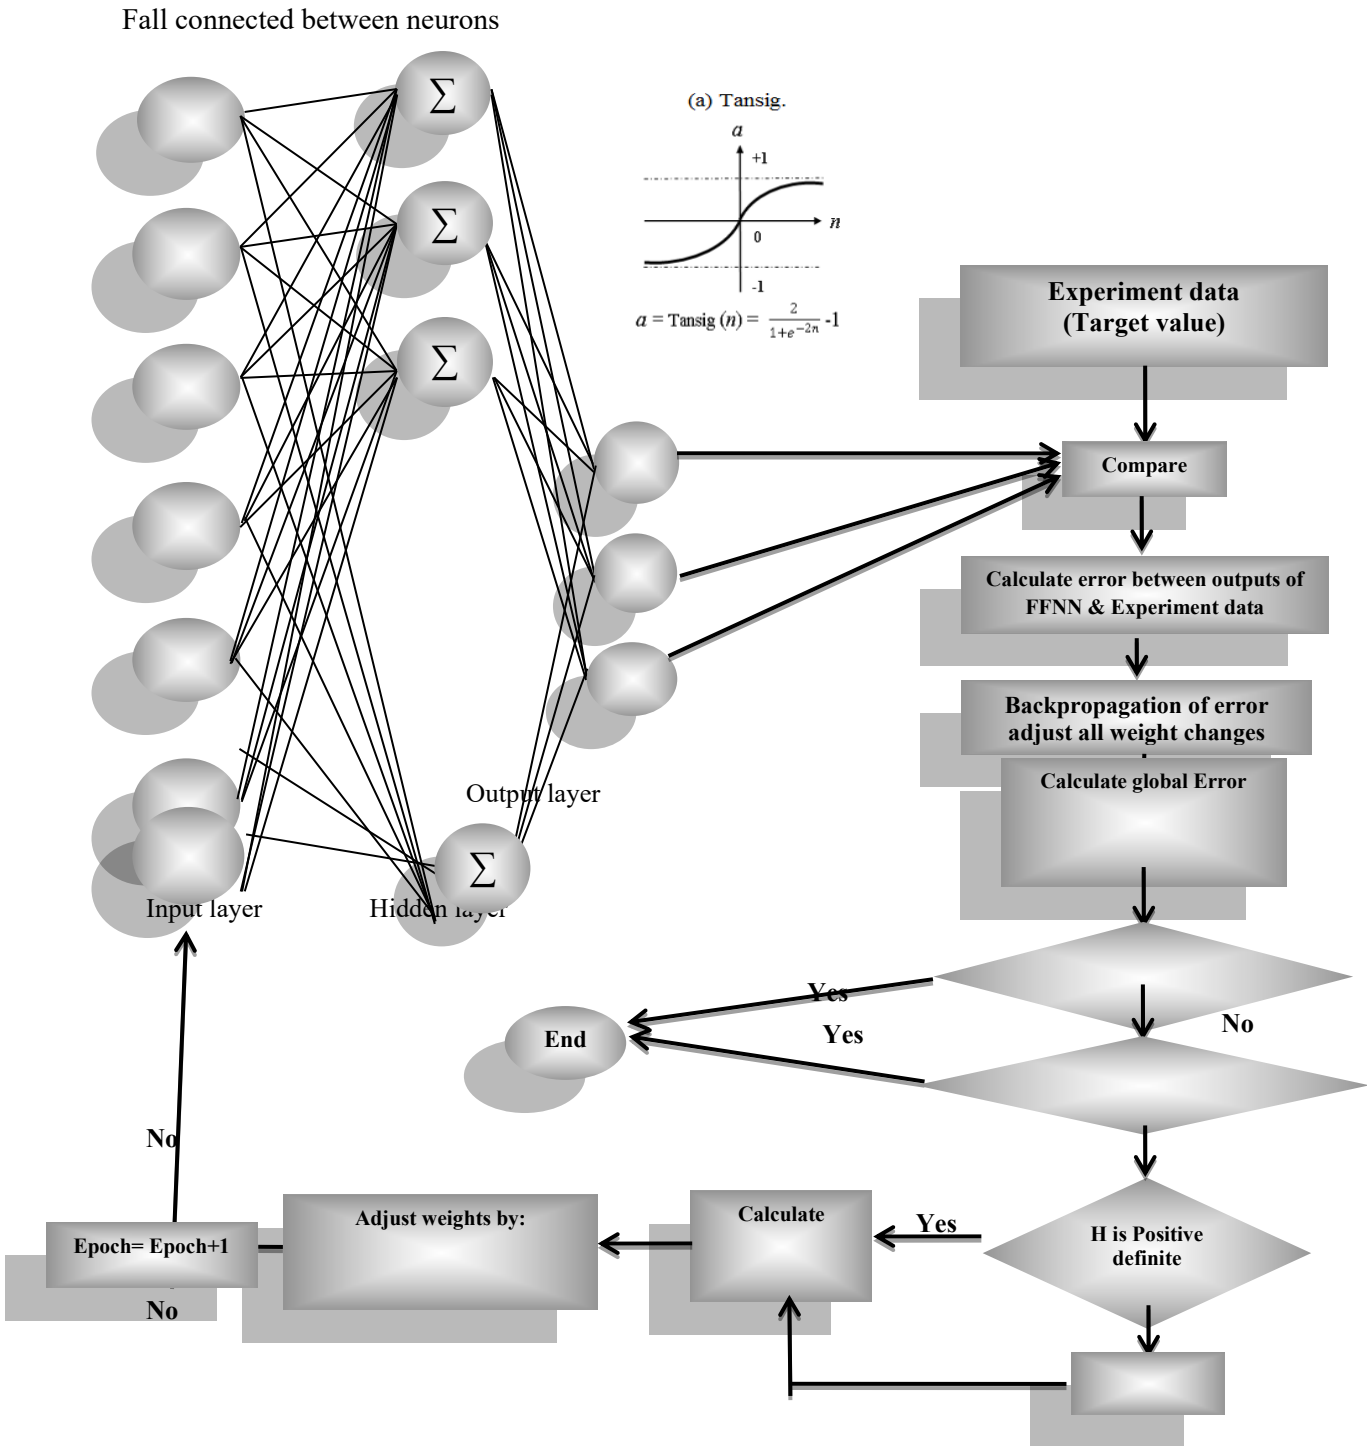 Fall connected between neurons
∑
∑
∑
(a) Tansig.
a
+1
n
0
-1
a = Tansig (n) = 2/(1+e^{-2n}) -1
Experiment data
(Target value)
Compare
Calculate error between outputs of
FFNN & Experiment data
Backpropagation of error
adjust all weight changes
Calculate global Error
Output layer
∑
Input layer
Hidden layer
Yes
No
End
Yes
No
Adjust weights by:
Calculate
Yes
H is Positive
definite
Epoch= Epoch+1
No